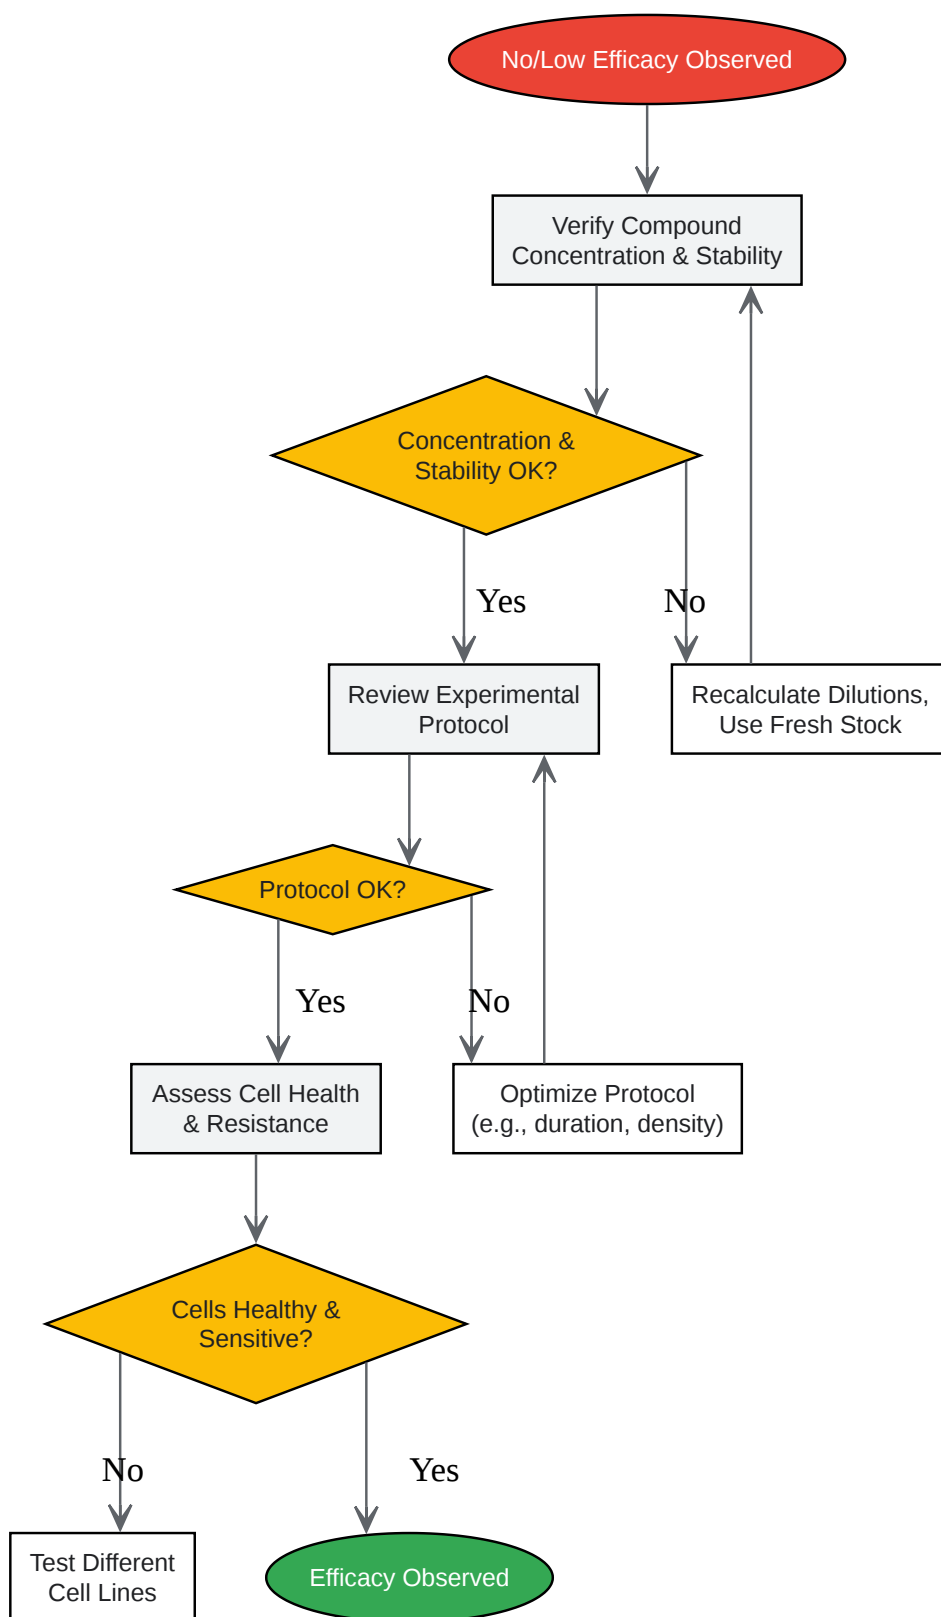 No/Low Efficacy Observed
Verify Compound
Concentration & Stability
Concentration &
Stability OK?
Yes
No
Review Experimental
Protocol
Recalculate Dilutions,
Use Fresh Stock
Protocol OK?
Yes
No
Assess Cell Health
& Resistance
Optimize Protocol
(e.g., duration, density)
Cells Healthy &
Sensitive?
No
Yes
Test Different
Cell Lines
Efficacy Observed